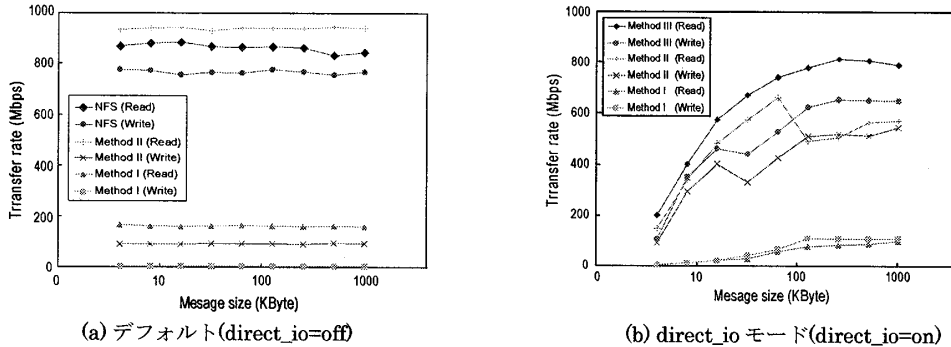 1000
800
600
400
200
0
Trransfer rate (Mbps)
NFS (Read)
NFS (Write)
Method II (Read)
Method II (Write)
Method I (Read)
Method I (Write)
0
10
100
1000
Mesage size (KByte)
(a) デフォルト(direct_io=off)
1000
800
600
400
200
0
Trransfer rate (Mbps)
Method III (Read)
Method III (Write)
Method II (Read)
Method II (Write)
Method I (Read)
Method I (Write)
0
10
100
1000
Mesage size (KByte)
(b) direct_io モード(direct_io=on)